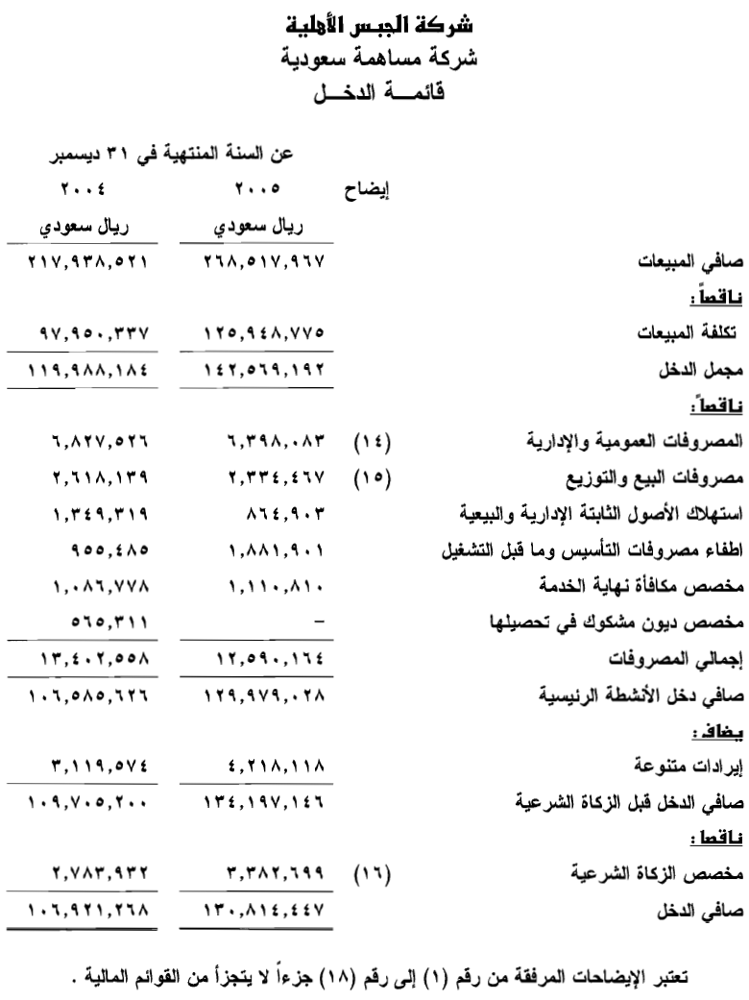 شركة الجبس الأهلية
شركة مساهمة سعودية
قائمـــة الدخـــل
عن السنة المنتهية في ٣١ ديسمبر
إيضاح ٢٠٠٥ ٢٠٠٤
ريال سعودي ريال سعودي
صافي المبيعات ٢٦٨,٥١٧,٩٦٧ ٢١٧,٩٣٨,٥٢١
ناقصاً:
تكلفة المبيعات ١٢٥,٩٤٨,٧٧٥ ٩٧,٩٥٠,٣٣٧
مجمل الدخل ١٤٢,٥٦٩,١٩٢ ١١٩,٩٨٨,١٨٤
ناقصاً:
المصروفات العمومية والإدارية (١٤) ٦,٣٩٨,٠٨٣ ٦,٨٢٧,٥٢٦
مصروفات البيع والتوزيع (١٥) ٢,٣٣٤,٤٦٧ ٢,٦١٨,١٣٩
استهلاك الأصول الثابتة الإدارية والبيعية ٨٦٤,٩٠٣ ١,٣٤٩,٣١٩
اطفاء مصروفات التأسيس وما قبل التشغيل ١,٨٨١,٩٠١ ٩٥٥,٤٨٥
مخصص مكافأة نهاية الخدمة ١,١١٠,٨١٠ ١,٠٨٦,٧٧٨
مخصص ديون مشكوك في تحصيلها – ٥٦٥,٣١١
إجمالي المصروفات ١٢,٥٩٠,١٦٤ ١٣,٤٠٢,٥٥٨
صافي دخل الأنشطة الرئيسية ١٢٩,٩٧٩,٠٢٨ ١٠٦,٥٨٥,٦٢٦
يضاف:
إيرادات متنوعة ٤,٢١٨,١١٨ ٣,١١٩,٥٧٤
صافي الدخل قبل الزكاة الشرعية ١٣٤,١٩٧,١٤٦ ١٠٩,٧٠٥,٢٠٠
ناقصا:
مخصص الزكاة الشرعية (١٦) ٣,٣٨٢,٦٩٩ ٢,٧٨٣,٩٣٢
صافي الدخل ١٣٠,٨١٤,٤٤٧ ١٠٦,٩٢١,٢٦٨
تعتبر الإيضاحات المرفقة من رقم (١) إلى رقم (١٨) جزءاً لا يتجزأ من القوائم المالية .